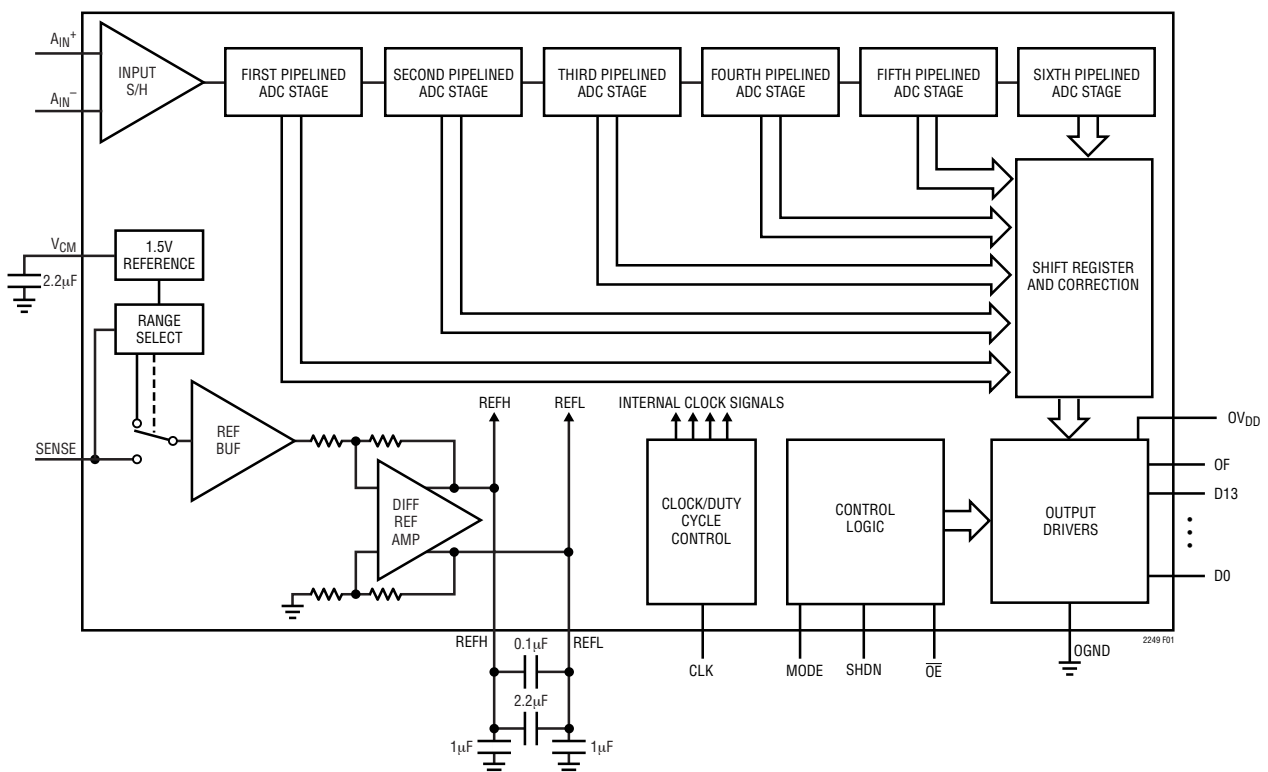 AIN+
AIN–
INPUT
S/H
FIRST PIPELINED
ADC STAGE
SECOND PIPELINED
ADC STAGE
THIRD PIPELINED
ADC STAGE
FOURTH PIPELINED
ADC STAGE
FIFTH PIPELINED
ADC STAGE
SIXTH PIPELINED
ADC STAGE
SHIFT REGISTER
AND CORRECTION
VCM
2.2µF
1.5V
REFERENCE
RANGE
SELECT
SENSE
REF
BUF
DIFF
REF
AMP
REFH
REFL
INTERNAL CLOCK SIGNALS
CLOCK/DUTY
CYCLE
CONTROL
CONTROL
LOGIC
OUTPUT
DRIVERS
OVDD
OF
D13
D0
REFH
0.1µF
REFL
2.2µF
1µF
1µF
CLK
MODE
SHDN
O̅E̅
OGND
2249 F01